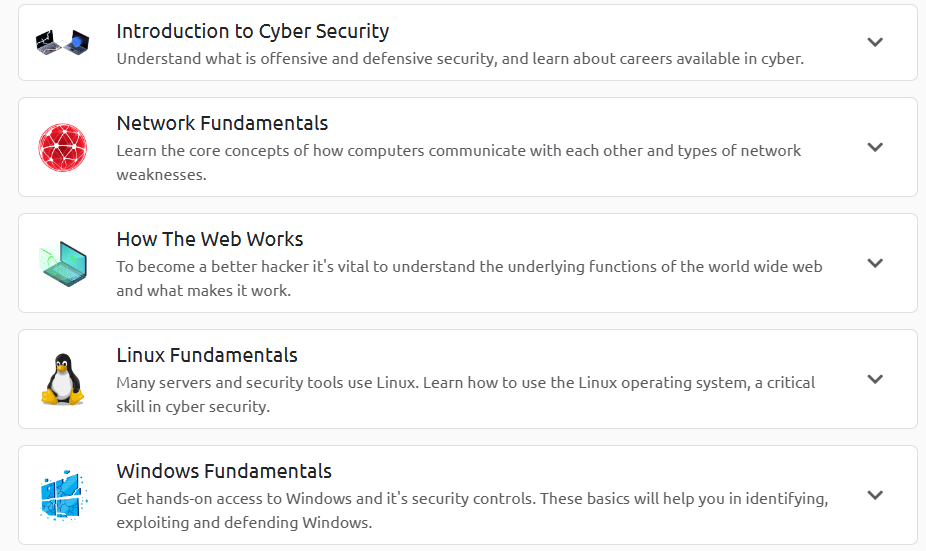 Introduction to Cyber Security
Understand what is offensive and defensive security, and learn about careers available in cyber.
Network Fundamentals
Learn the core concepts of how computers communicate with each other and types of network
weaknesses.
How The Web Works
To become a better hacker it's vital to understand the underlying functions of the world wide web
and what makes it work.
Linux Fundamentals
Many servers and security tools use Linux. Learn how to use the Linux operating system, a critical
skill in cyber security.
Windows Fundamentals
Get hands-on access to Windows and it's security controls. These basics will help you in identifying,
exploiting and defending Windows.